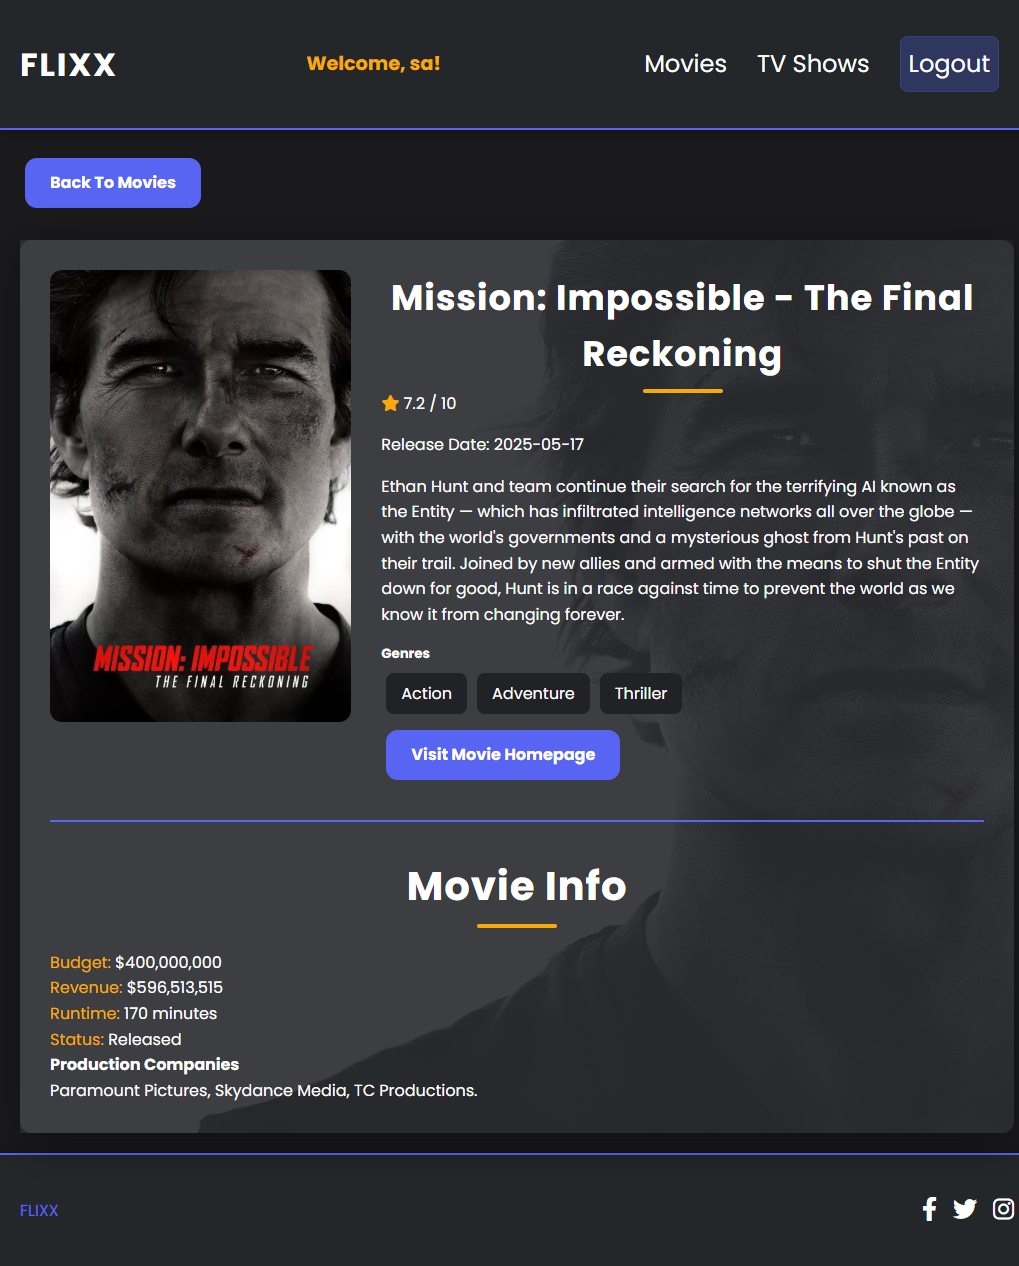 FLIXX
Welcome, sa!
Movies
TV Shows
Logout
Back To Movies
MISSION: IMPOSSIBLE
THE FINAL RECKONING
Mission: Impossible - The Final
Reckoning
7.2 / 10
Release Date: 2025-05-17
Ethan Hunt and team continue their search for the terrifying AI known as
the Entity — which has infiltrated intelligence networks all over the globe —
with the world's governments and a mysterious ghost from Hunt's past on
their trail. Joined by new allies and armed with the means to shut the Entity
down for good, Hunt is in a race against time to prevent the world as we
know it from changing forever.
Genres
Action
Adventure
Thriller
Visit Movie Homepage
Movie Info
Budget: $400,000,000
Revenue: $596,513,515
Runtime: 170 minutes
Status: Released
Production Companies
Paramount Pictures, Skydance Media, TC Productions.
FLIXX